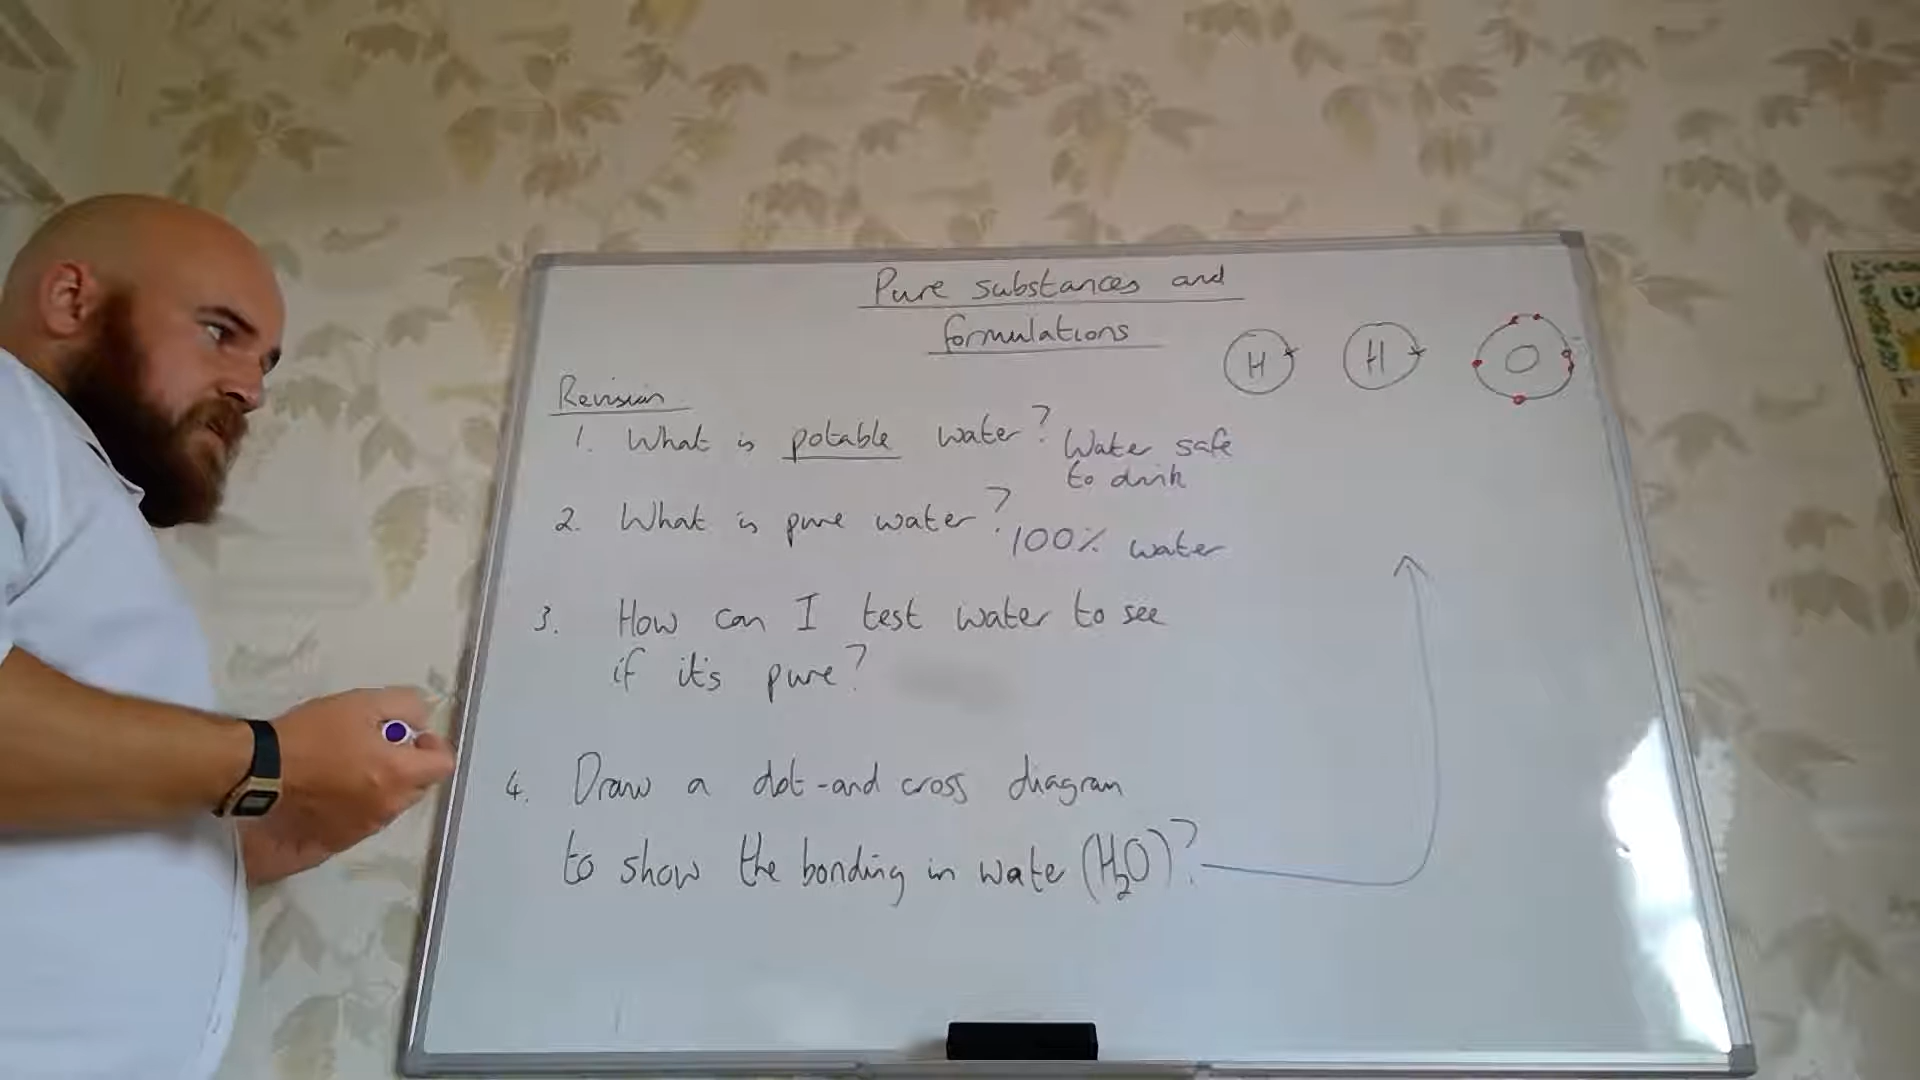 Pure substances and
formulations
H H O
Revision
1. What is potable water? Water safe
to drink
2. What is pure water? 100% water
3. How can I test water to see
if it's pure?
4. Draw a dot-and cross diagram
to show the bonding in water (H₂O)?